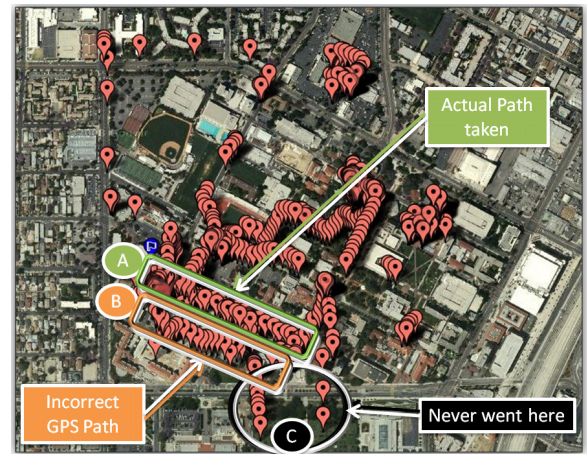 Actual Path
taken
A
B
Incorrect
GPS Path
C
Never went here